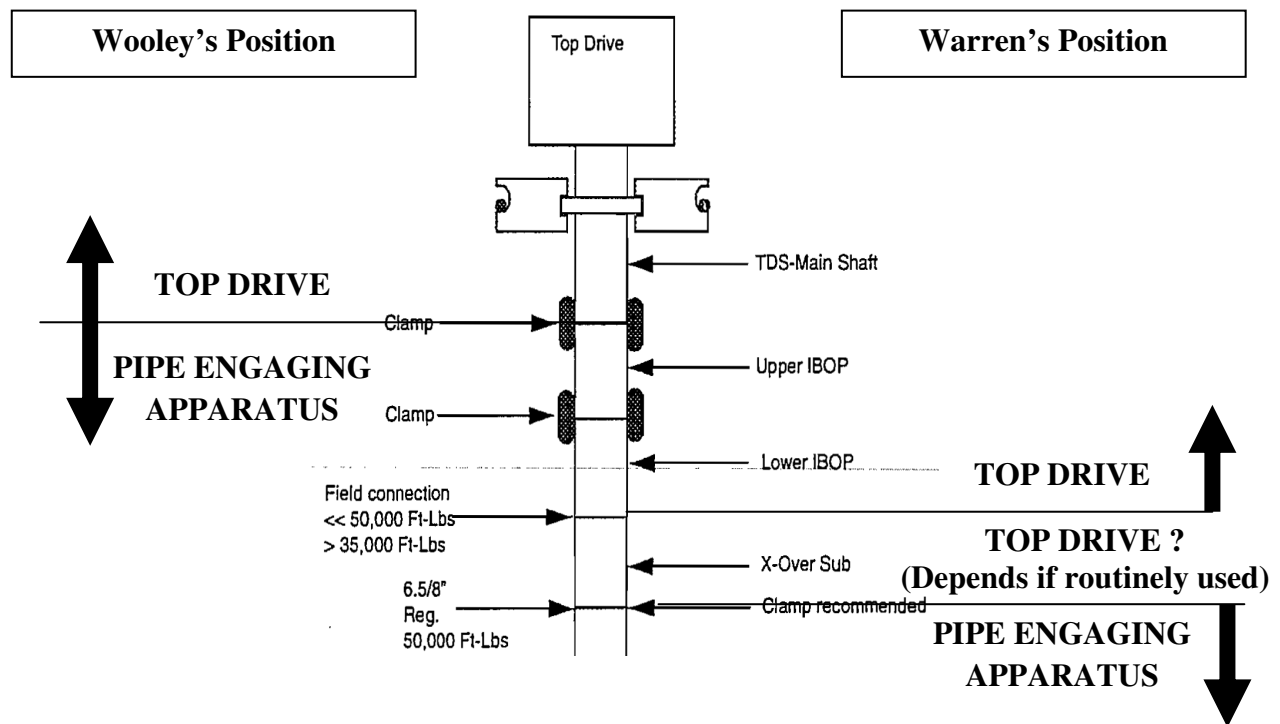 Wooley’s Position
Top Drive
Warren’s Position
TDS-Main Shaft
TOP DRIVE
Clamp
PIPE ENGAGING
APPARATUS
Upper IBOP
Clamp
Lower IBOP
TOP DRIVE
Field connection
<< 50,000 Ft-Lbs
> 35,000 Ft-Lbs
TOP DRIVE ?
(Depends if routinely used)
X-Over Sub
6.5/8"
Reg.
50,000 Ft-Lbs
Clamp recommended
PIPE ENGAGING
APPARATUS